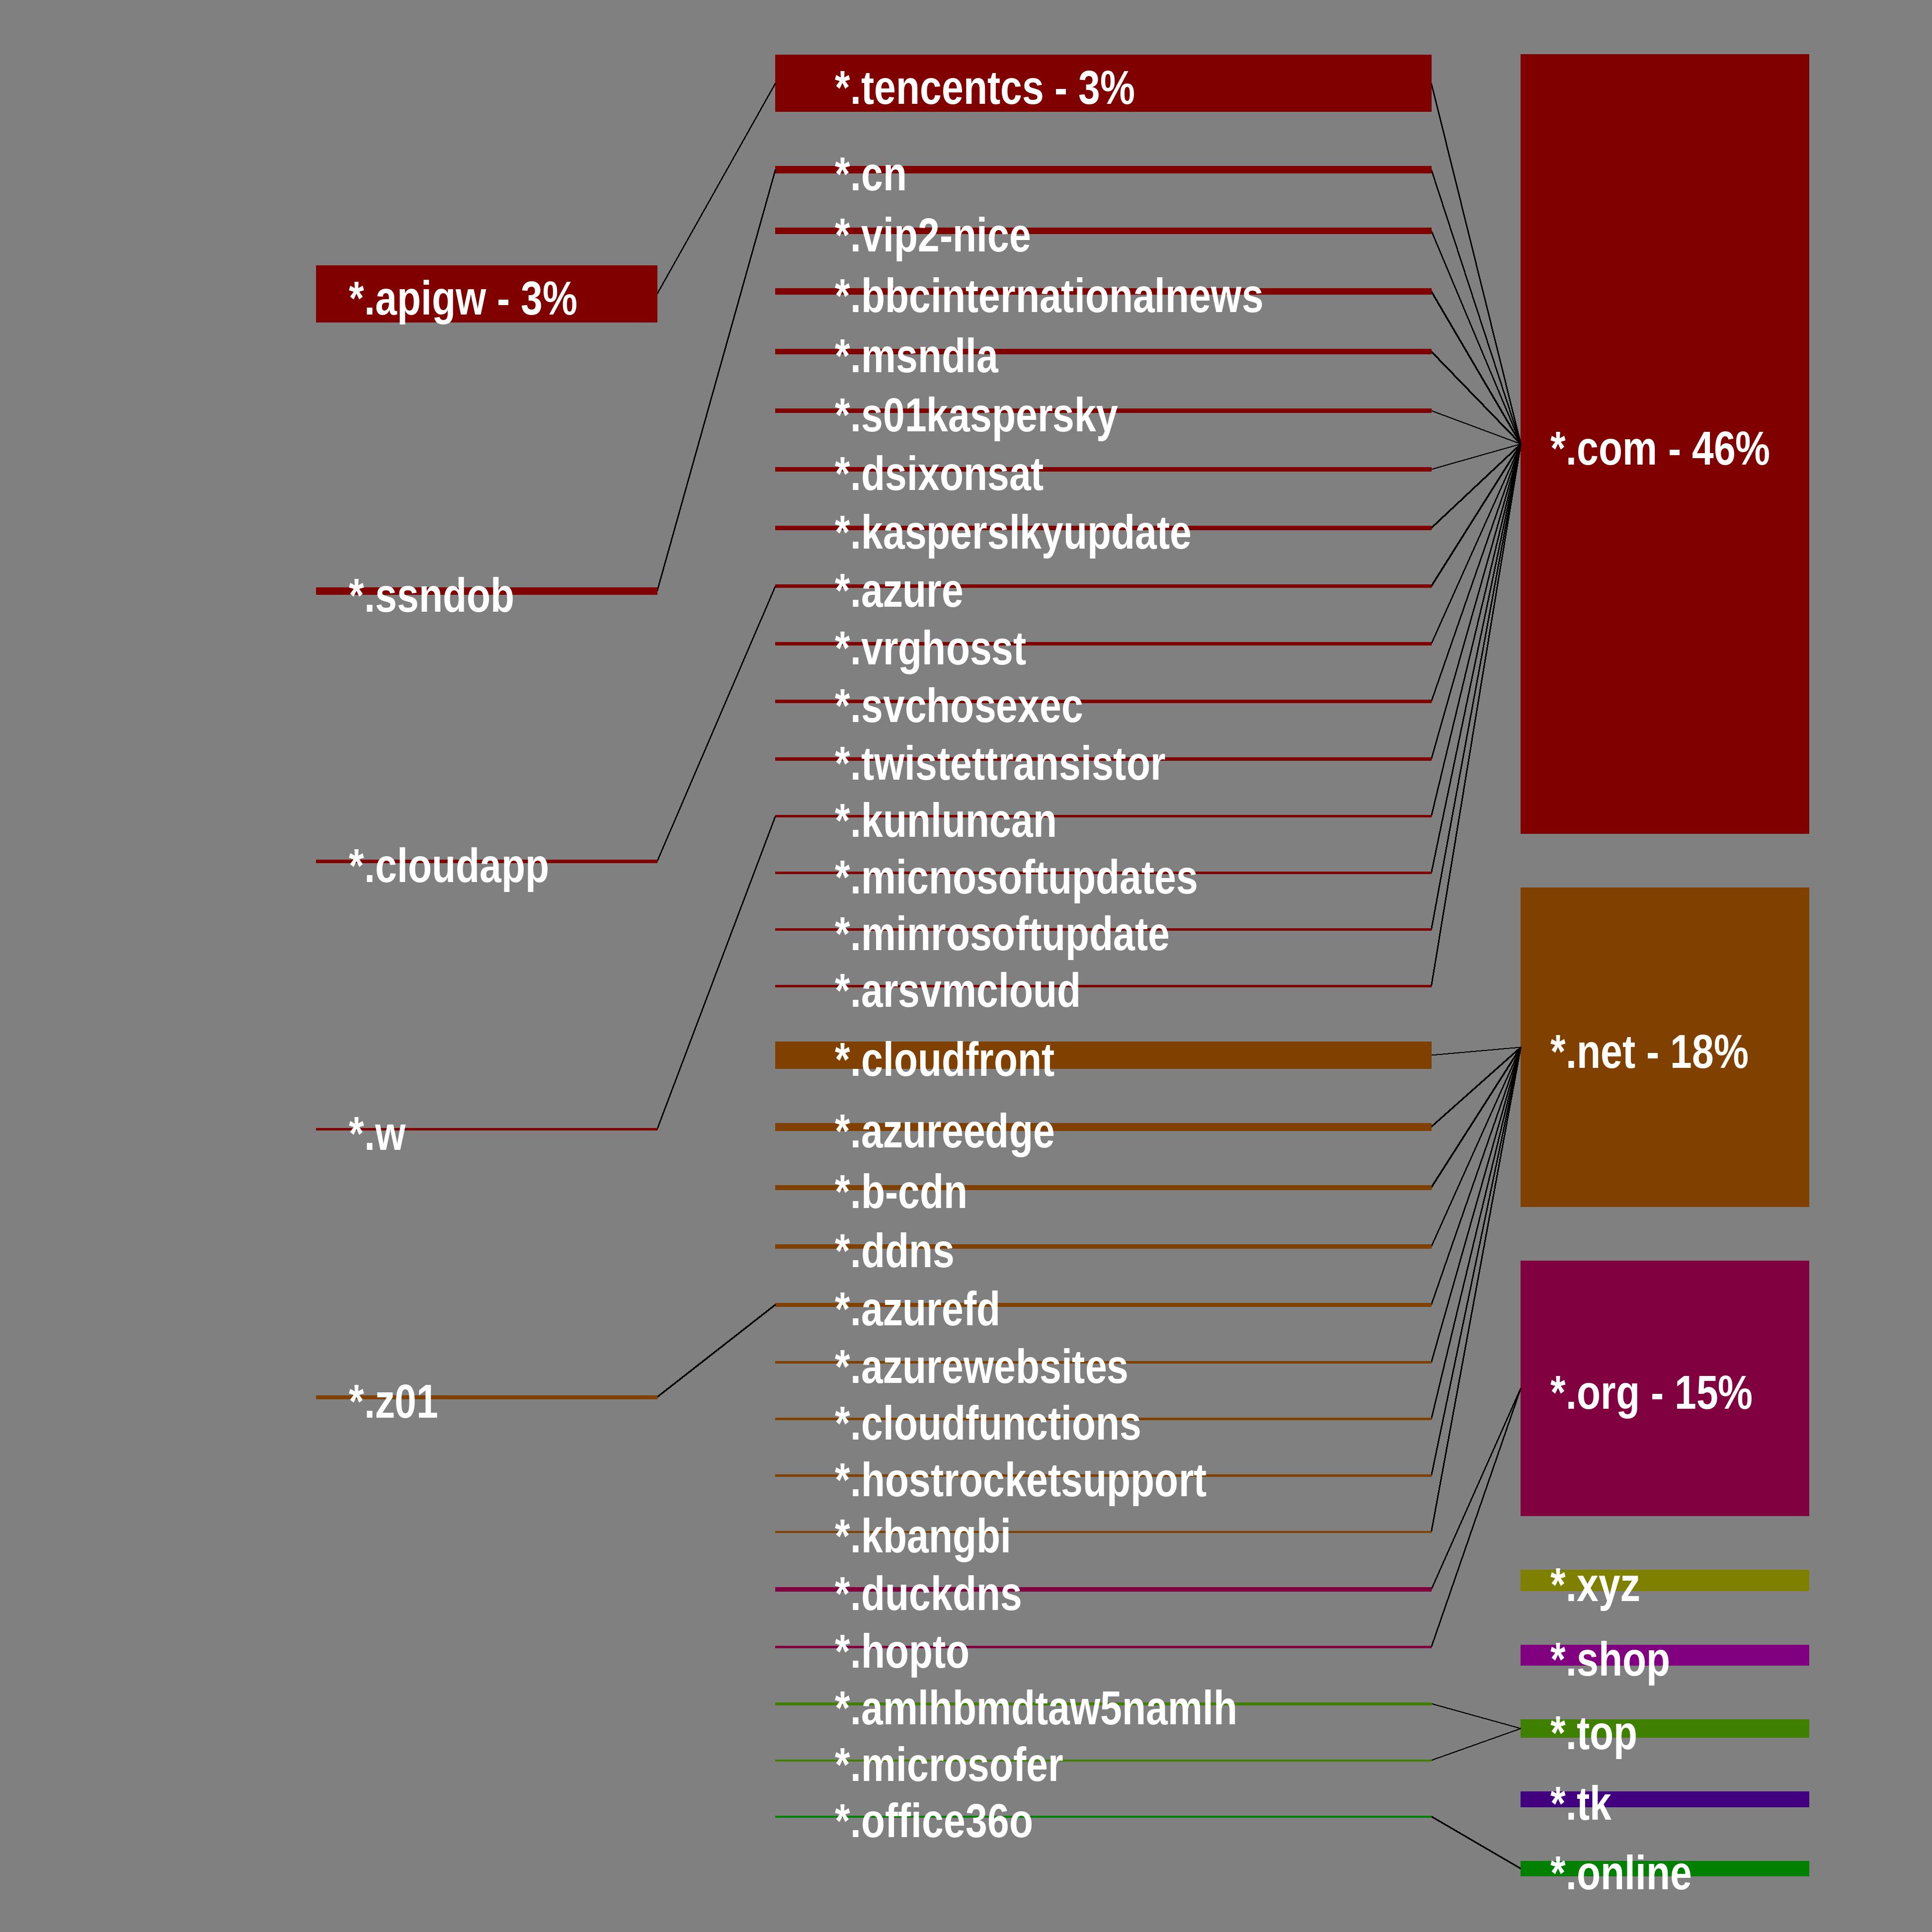 *.apigw - 3%
*.ssndob
*.cloudapp
*.w
*.z01
*.tencentcs - 3%
*.cn
*.vip2-nice
*.bbcinternationalnews
*.msndla
*.s01kaspersky
*.dsixonsat
*.kasperslkyupdate
*.azure
*.vrghosst
*.svchosexec
*.twistettransistor
*.kunluncan
*.micnosoftupdates
*.minrosoftupdate
*.arsvmcloud
*.cloudfront
*.azureedge
*.b-cdn
*.ddns
*.azurefd
*.azurewebsites
*.cloudfunctions
*.hostrocketsupport
*.kbangbi
*.duckdns
*.hopto
*.amlhbmdtaw5namlh
*.microsofer
*.office36o
*.com - 46%
*.net - 18%
*.org - 15%
*.xyz
*.shop
*.top
*.tk
*.online